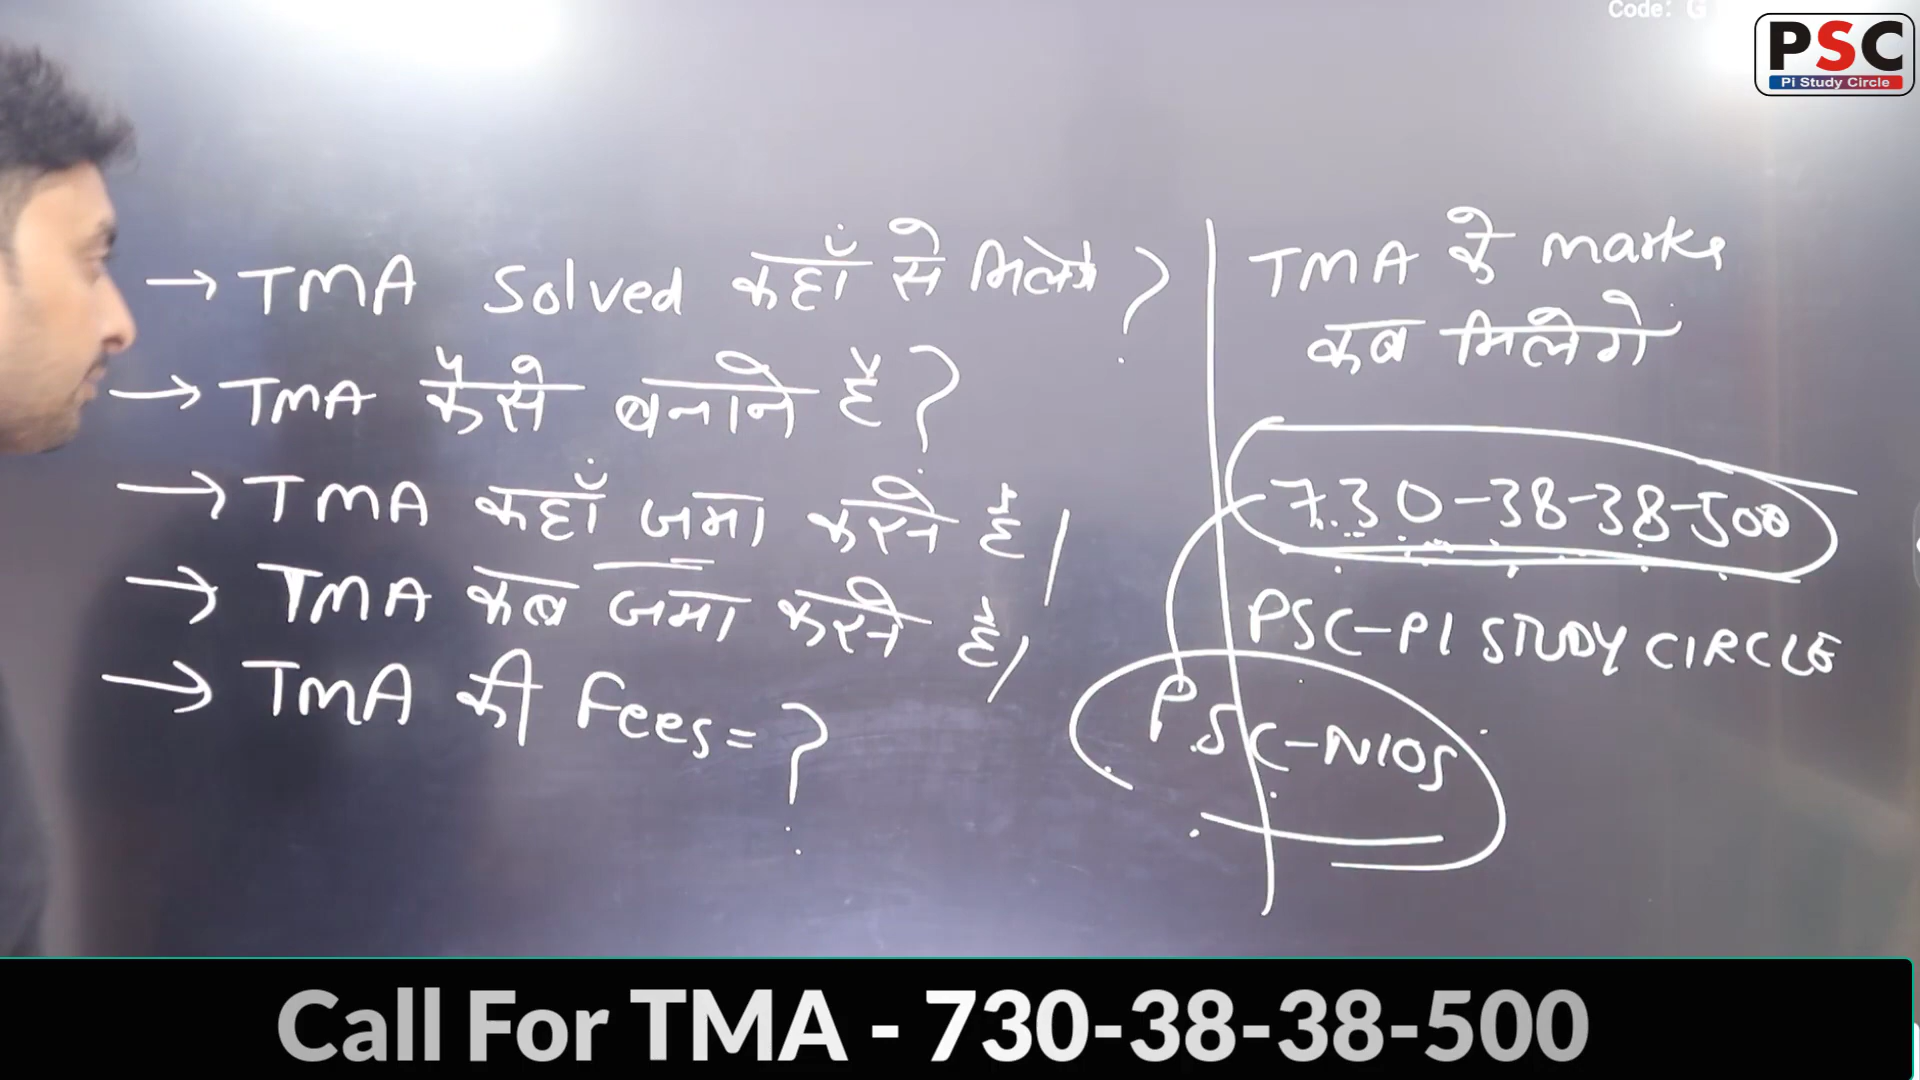 Code: G
PSC
Pi Study Circle
→ TMA Solved कहाँ से मिलेंगे ?
→ TMA कैसे बनाने हैं ?
→ TMA कहाँ जमा करने हैं |
→ TMA कब जमा करने हैं |
→ TMA की Fees = ?
TMA के marks
कब मिलेगे
730-38-38-500
PSC-PI STUDY CIRCLE
PSC-NIOS
Call For TMA - 730-38-38-500